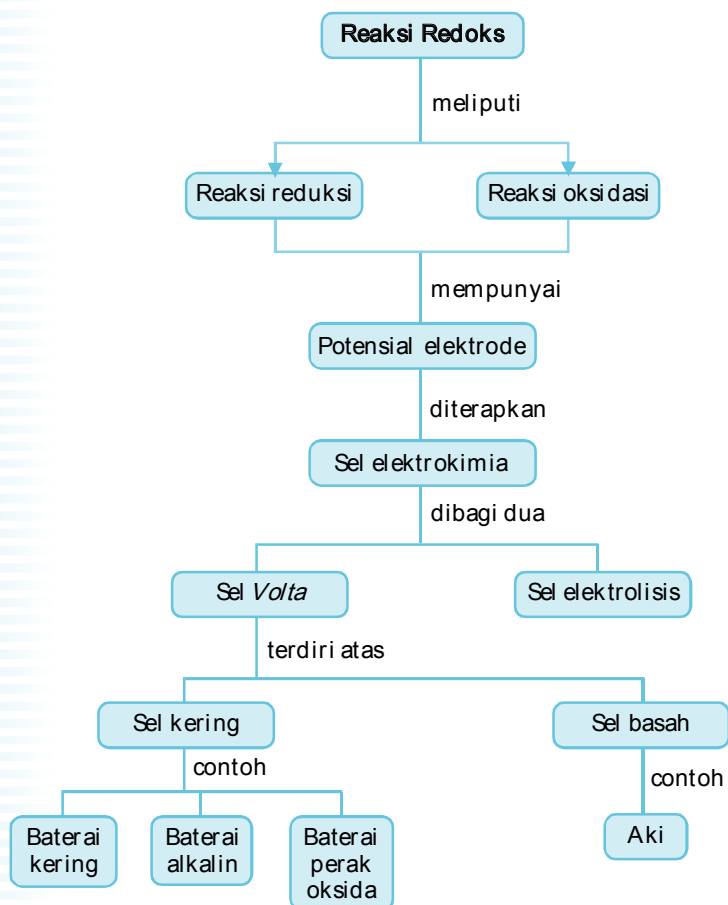 Reaksi Redoks
meliputi
Reaksi reduksi
Reaksi oksidasi
mempunyai
Potensial elektrode
diterapkan
Sel elektrokimia
dibagi dua
Sel Volta
Sel elektrolisis
terdiri atas
Sel kering
Sel basah
contoh
contoh
Baterai
kering
Baterai
alkalin
Baterai
perak
oksida
Aki